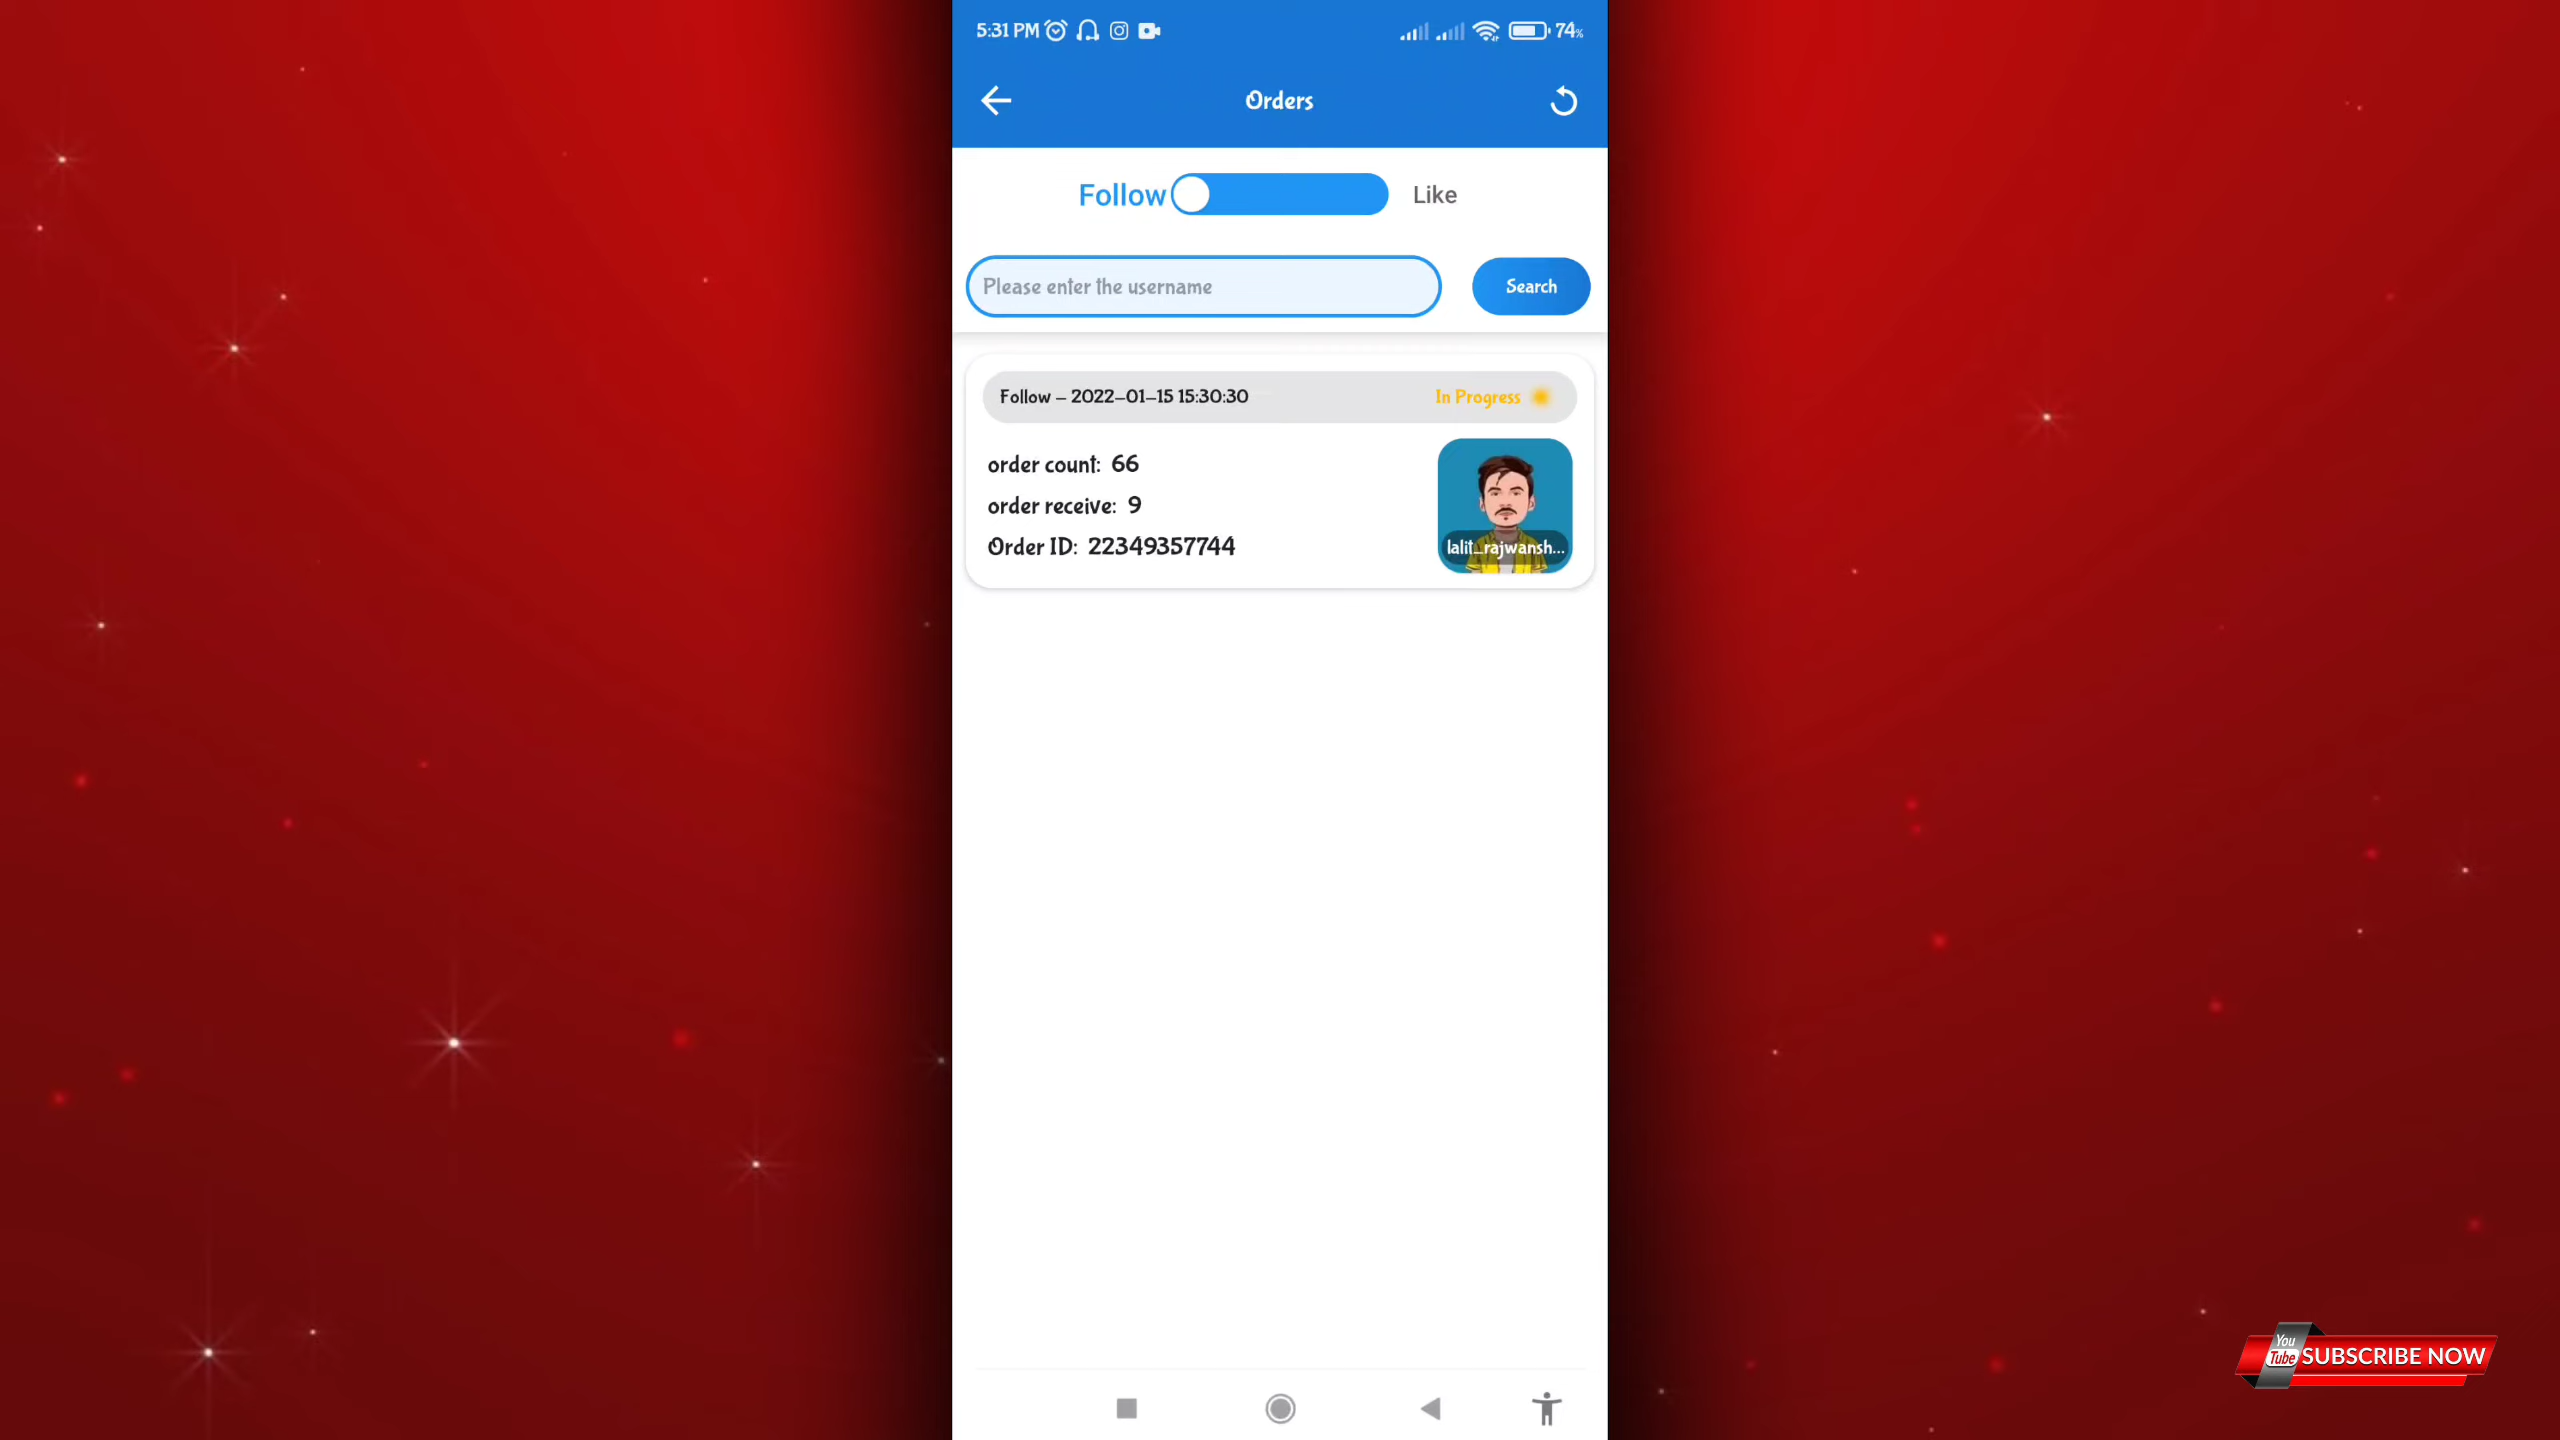 5:31 PM
74%
Orders
Follow
Like
Please enter the username
Search
Follow - 2022-01-15 15:30:30
In Progress
order count: 66
order receive: 9
Order ID: 22349357744
lalit_rajwansh...
You
Tube
SUBSCRIBE NOW